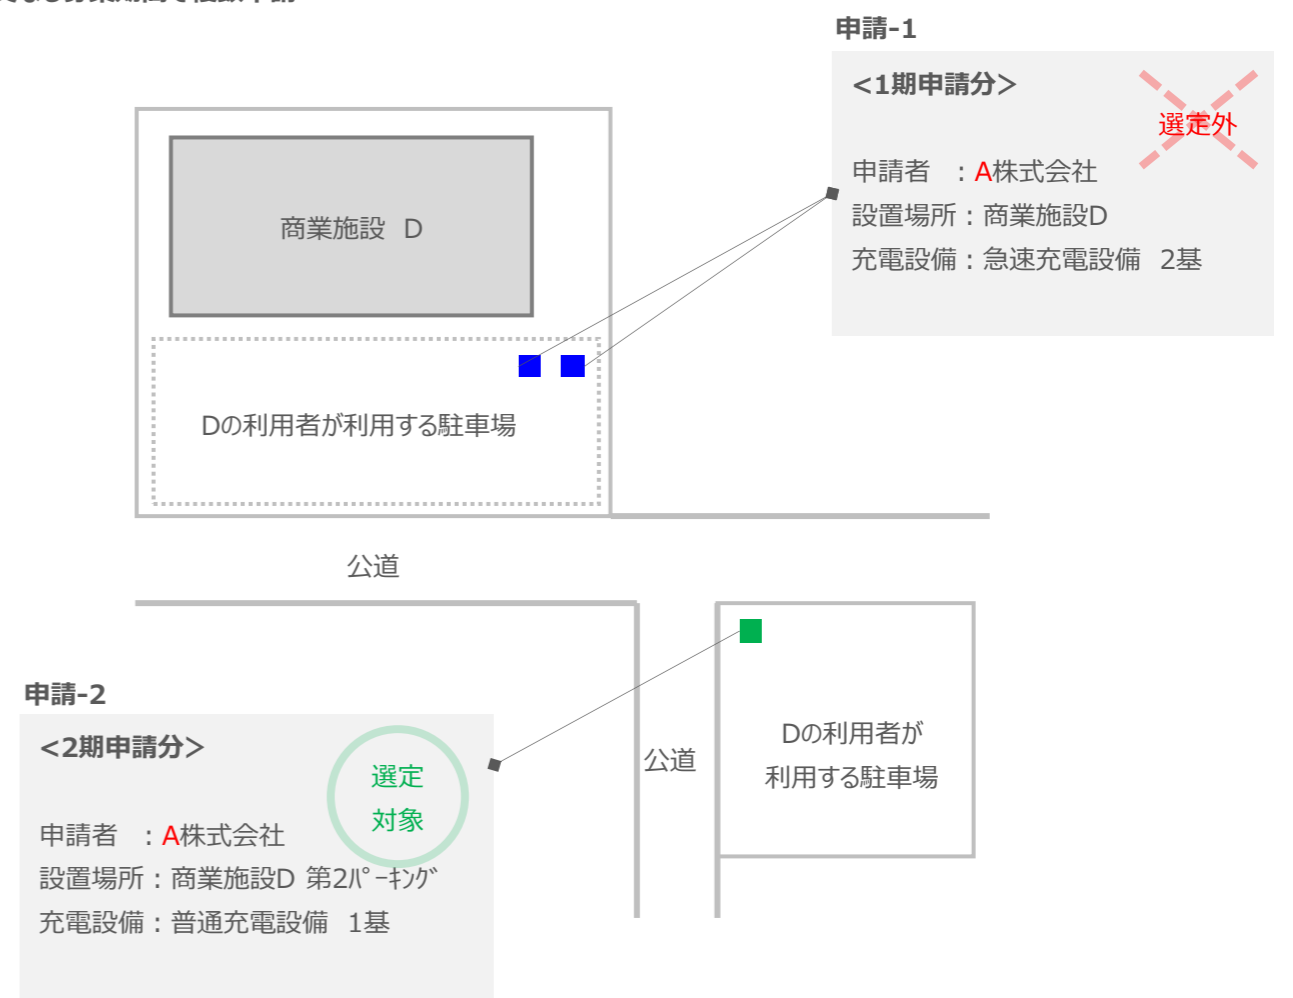 申請-1
<1期申請分>
選定外
申請者 ：A株式会社
設置場所：商業施設D
充電設備：急速充電設備 2基
商業施設 D
Dの利用者が利用する駐車場
公道
申請-2
<2期申請分>
選定
対象
申請者 ：A株式会社
設置場所：商業施設D 第2ﾊﾟｰｷﾝｸﾞ
充電設備：普通充電設備 1基
公道
Dの利用者が
利用する駐車場